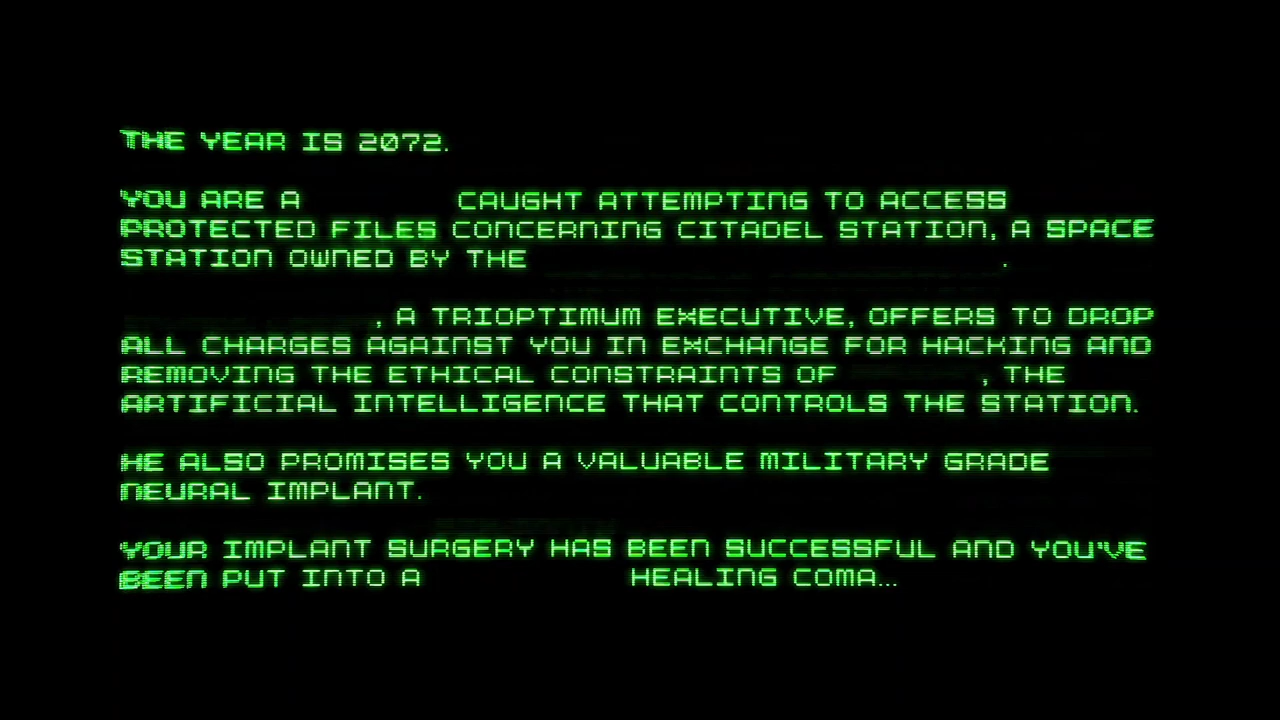 THE YEAR IS 2072.
YOU ARE A CAUGHT ATTEMPTING TO ACCESS
PROTECTED FILES CONCERNING CITADEL STATION, A SPACE
STATION OWNED BY THE .
, A TRIOPTIMUM EXECUTIVE, OFFERS TO DROP
ALL CHARGES AGAINST YOU IN EXCHANGE FOR HACKING AND
REMOVING THE ETHICAL CONSTRAINTS OF , THE
ARTIFICIAL INTELLIGENCE THAT CONTROLS THE STATION.
HE ALSO PROMISES YOU A VALUABLE MILITARY GRADE
NEURAL IMPLANT.
YOUR IMPLANT SURGERY HAS BEEN SUCCESSFUL AND YOU'VE
BEEN PUT INTO A HEALING COMA...